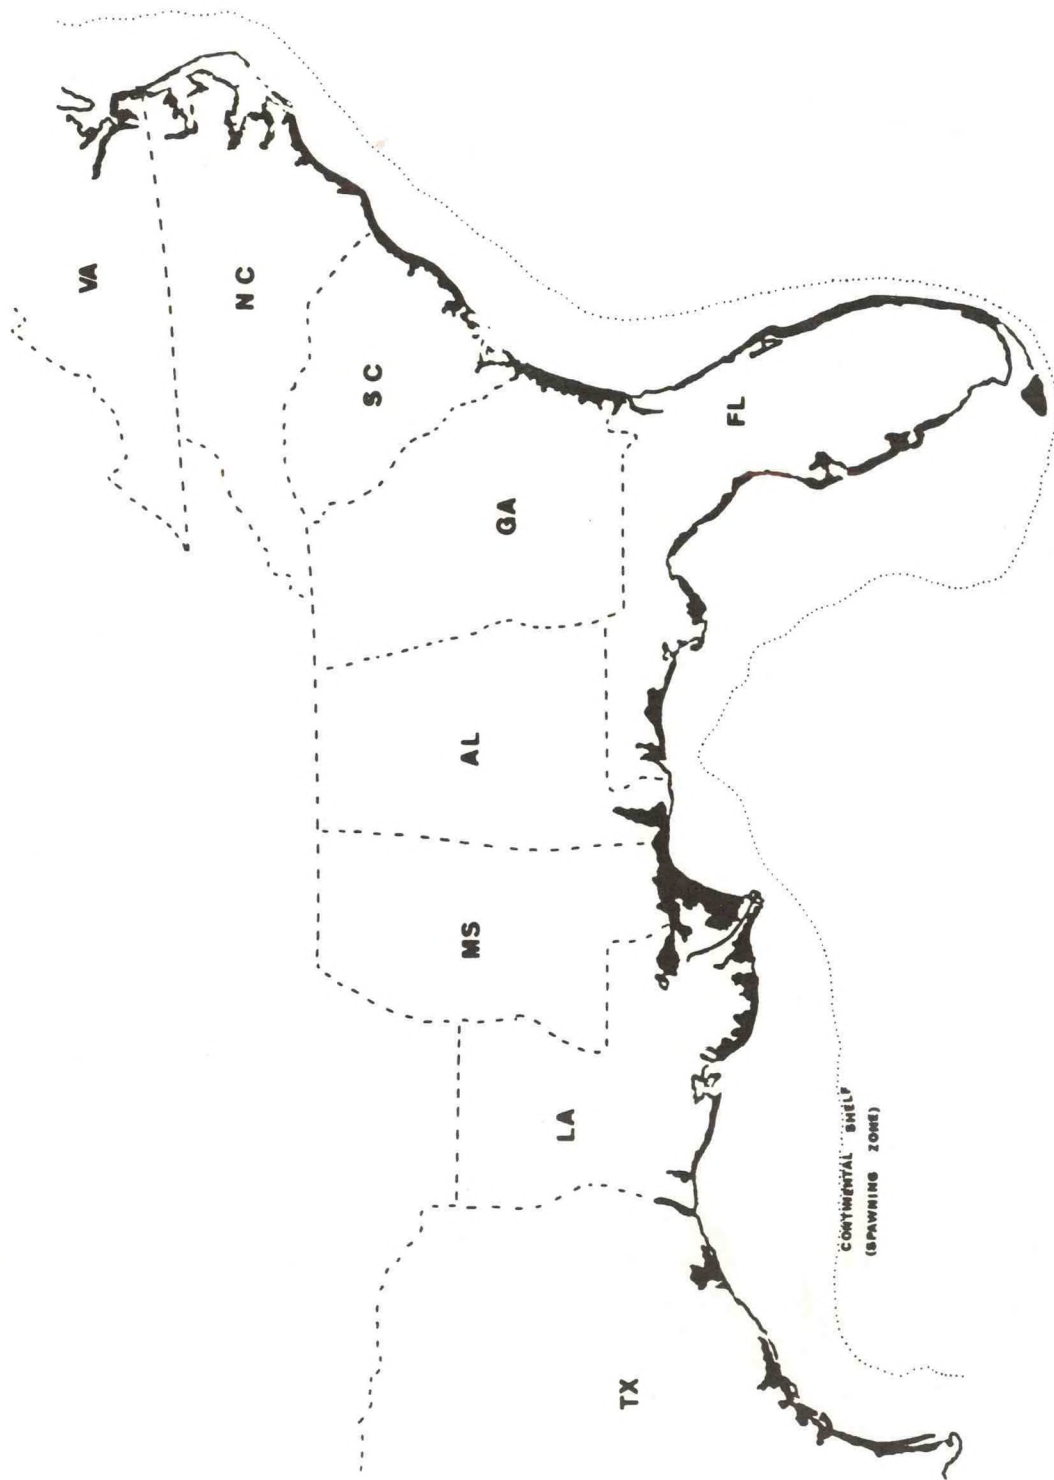 VA
NC
SC
GA
FL
AL
MS
LA
TX
CONTINENTAL SHELF
(SPAWNING ZONE)